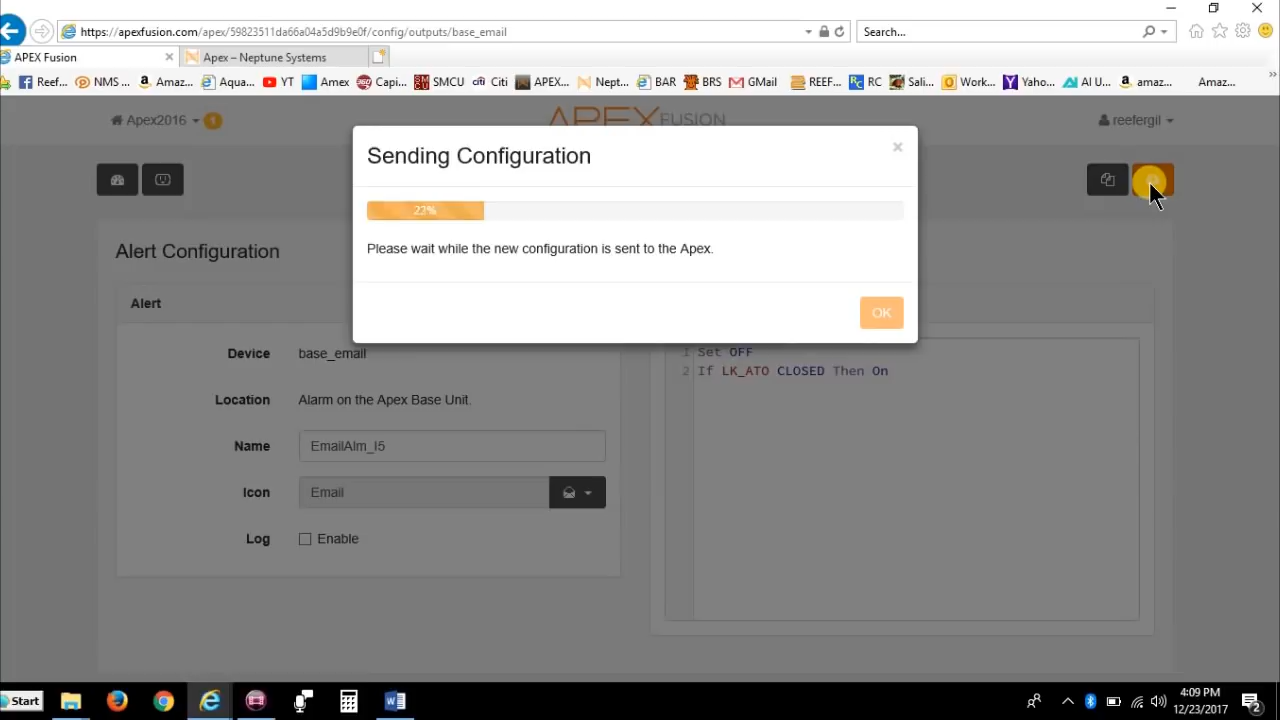 https://apexfusion.com/apex/59823511da66a04a5d9b9e0f/config/outputs/base_email
Search...
APEX Fusion
Apex – Neptune Systems
Reef...
NMS ...
Amaz...
Aqua...
YT
Amex
Capi...
SMCU
Citi
APEX...
Nept...
BAR
BRS
GMail
REEF...
RC
Sali...
Work...
Yaho...
AI U...
amaz...
Amaz...
Apex2016
1
APEX FUSION
reefergil
Sending Configuration
×
22%
Please wait while the new configuration is sent to the Apex.
OK
Alert Configuration
Alert
Device
base_email
Location
Alarm on the Apex Base Unit.
Name
EmailAlm_I5
Icon
Email
Log
Enable
1 Set OFF
2 If LK_ATO CLOSED Then On
Start
4:09 PM
12/23/2017
2